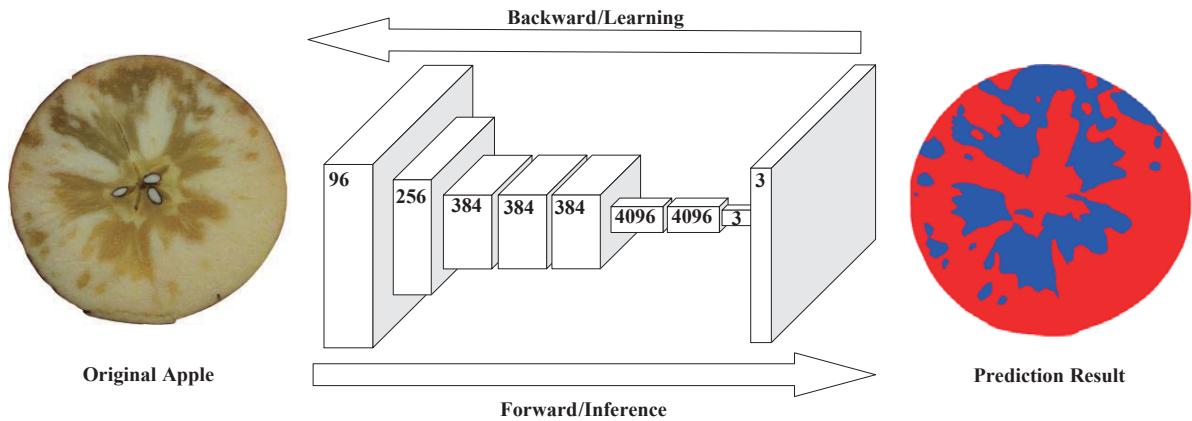 Backward/Learning
96
256
384
384
384
4096
4096
3
3
Original Apple
Prediction Result
Forward/Inference